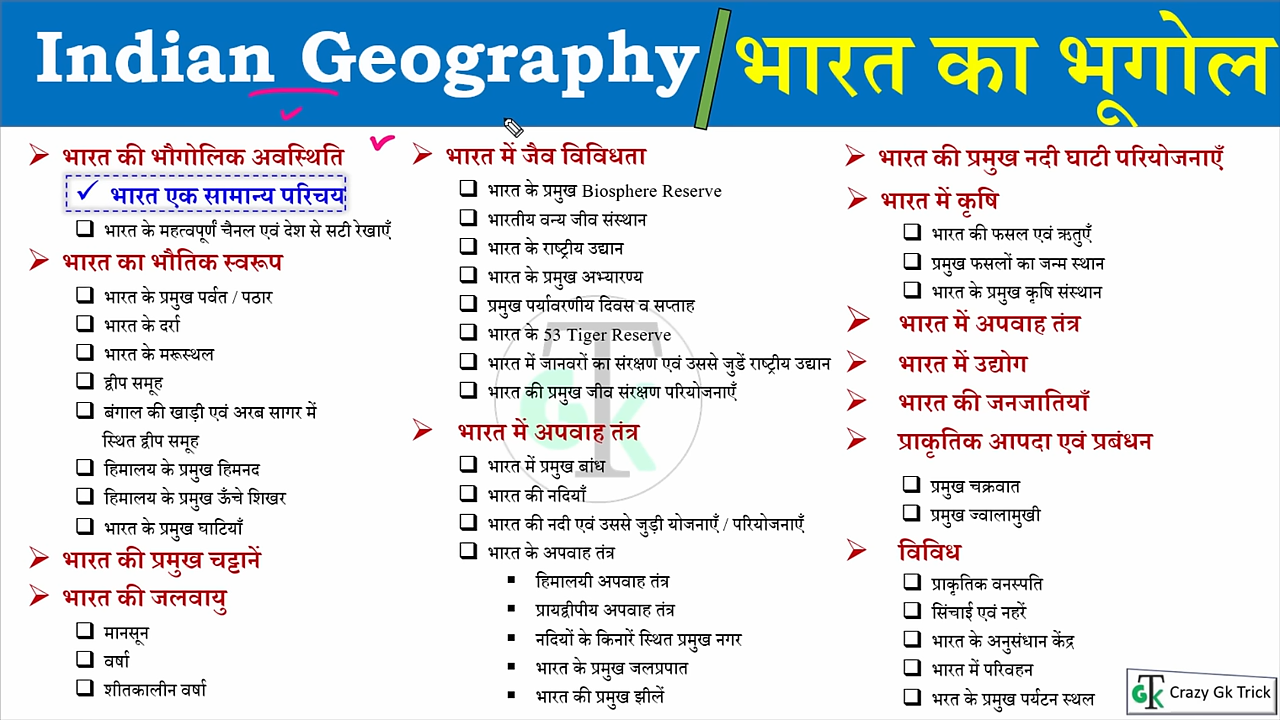 Indian Geography/भारत का भूगोल
भारत की भौगोलिक अवस्थिति
भारत एक सामान्य परिचय
भारत के महत्वपूर्ण चैनल एवं देश से सटी रेखाएँ
भारत का भौतिक स्वरूप
भारत के प्रमुख पर्वत / पठार
भारत के दर्रा
भारत के मरूस्थल
द्वीप समूह
बंगाल की खाड़ी एवं अरब सागर में
स्थित द्वीप समूह
हिमालय के प्रमुख हिमनद
हिमालय के प्रमुख ऊँचे शिखर
भारत के प्रमुख घाटियाँ
भारत की प्रमुख चट्टानें
भारत की जलवायु
मानसून
वर्षा
शीतकालीन वर्षा
भारत में जैव विविधता
भारत के प्रमुख Biosphere Reserve
भारतीय वन्य जीव संस्थान
भारत के राष्ट्रीय उद्यान
भारत के प्रमुख अभ्यारण्य
प्रमुख पर्यावरणीय दिवस व सप्ताह
भारत के 53 Tiger Reserve
भारत में जानवरों का संरक्षण एवं उससे जुडें राष्ट्रीय उद्यान
भारत की प्रमुख जीव संरक्षण परियोजनाएँ
भारत में अपवाह तंत्र
भारत में प्रमुख बांध
भारत की नदियाँ
भारत की नदी एवं उससे जुड़ी योजनाएँ / परियोजनाएँ
भारत के अपवाह तंत्र
हिमालयी अपवाह तंत्र
प्रायद्वीपीय अपवाह तंत्र
नदियों के किनारें स्थित प्रमुख नगर
भारत के प्रमुख जलप्रपात
भारत की प्रमुख झीलें
भारत की प्रमुख नदी घाटी परियोजनाएँ
भारत में कृषि
भारत की फसल एवं ऋतुएँ
प्रमुख फसलों का जन्म स्थान
भारत के प्रमुख कृषि संस्थान
भारत में अपवाह तंत्र
भारत में उद्योग
भारत की जनजातियाँ
प्राकृतिक आपदा एवं प्रबंधन
प्रमुख चक्रवात
प्रमुख ज्वालामुखी
विविध
प्राकृतिक वनस्पति
सिंचाई एवं नहरें
भारत के अनुसंधान केंद्र
भारत में परिवहन
भरत के प्रमुख पर्यटन स्थल
GTK
GTK Crazy Gk Trick